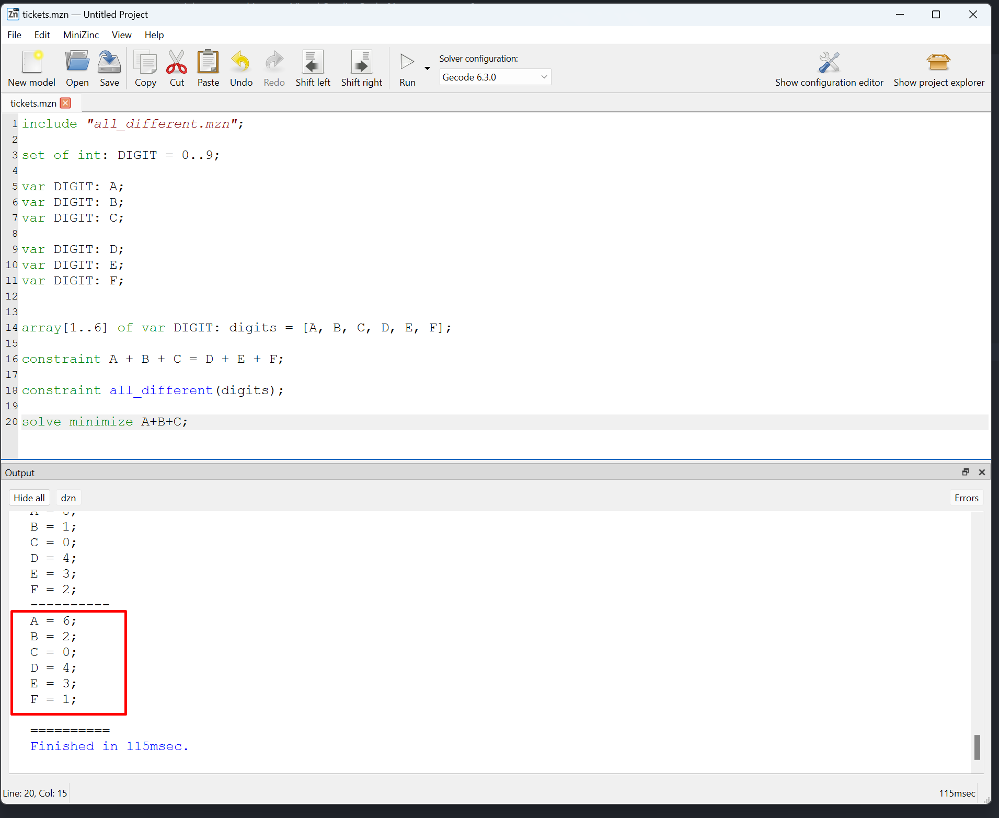 tickets.mzn — Untitled Project
File Edit MiniZinc View Help
New model Open Save Copy Cut Paste Undo Redo Shift left Shift right Run Solver configuration: Gecode 6.3.0 Show configuration editor Show project explorer
tickets.mzn
1 include "all_different.mzn";
2
3 set of int: DIGIT = 0..9;
4
5 var DIGIT: A;
6 var DIGIT: B;
7 var DIGIT: C;
8
9 var DIGIT: D;
10 var DIGIT: E;
11 var DIGIT: F;
12
13
14 array[1..6] of var DIGIT: digits = [A, B, C, D, E, F];
15
16 constraint A + B + C = D + E + F;
17
18 constraint all_different(digits);
19
20 solve minimize A+B+C;
Output
Hide all dzn Errors
B = 1;
C = 0;
D = 4;
E = 3;
F = 2;
----------
A = 6;
B = 2;
C = 0;
D = 4;
E = 3;
F = 1;
==========
Finished in 115msec.
Line: 20, Col: 15 115msec